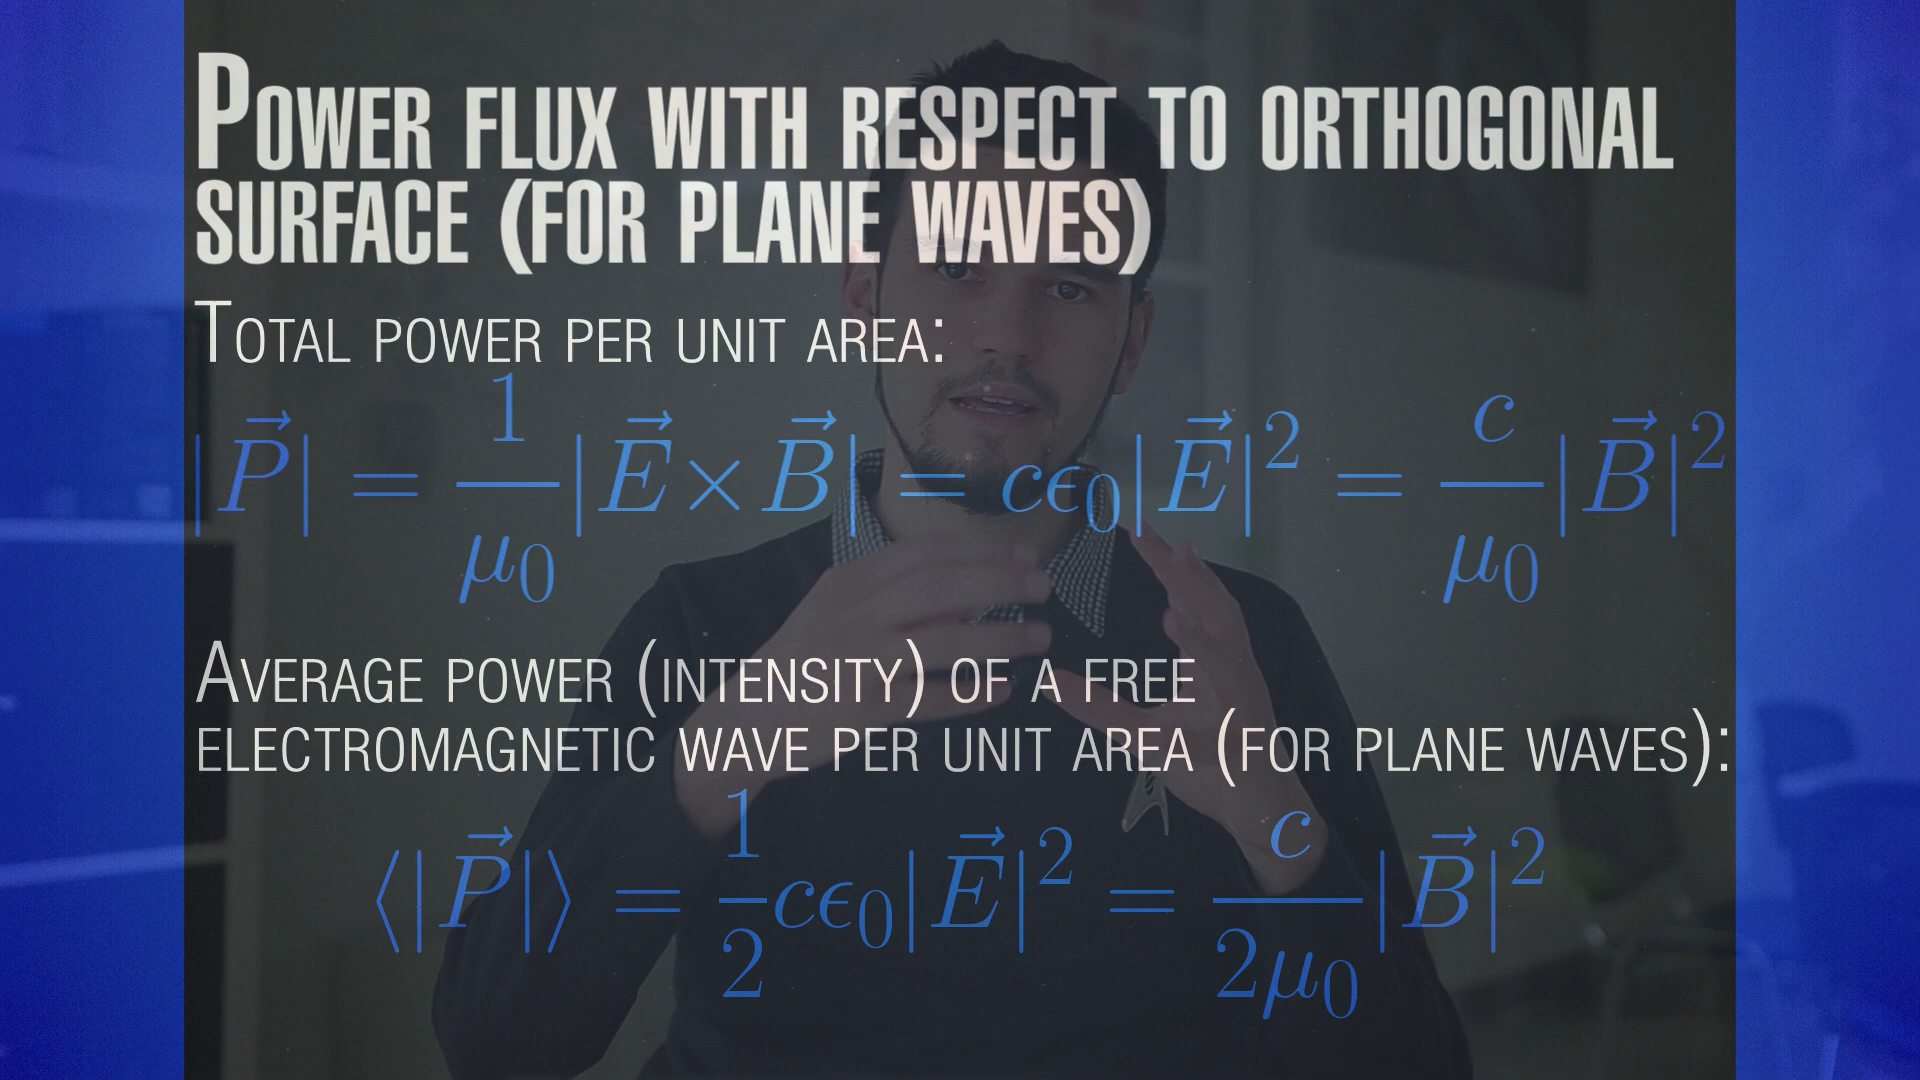 Power flux with respect to orthogonal
surface (for plane waves)
Total power per unit area:
|P⃗| = 1/μ₀ |E⃗ × B⃗| = cϵ₀|E⃗|² = c/μ₀ |B⃗|²
Average power (intensity) of a free
electromagnetic wave per unit area (for plane waves):
⟨|P⃗|⟩ = 1/2 cϵ₀|E⃗|² = c/2μ₀ |B⃗|²